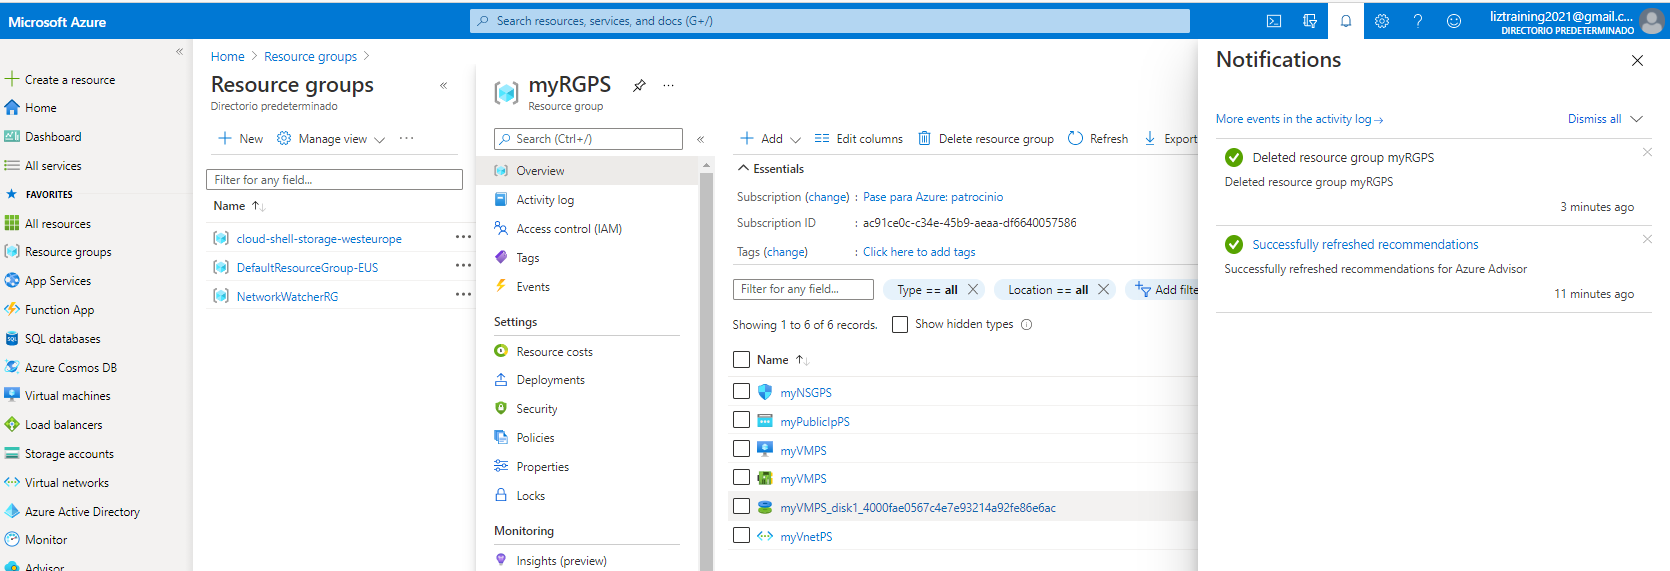 Microsoft Azure
Search resources, services, and docs (G+/)
liztraining2021@gmail.c...
DIRECTORIO PREDETERMINADO
Create a resource
Home
Dashboard
All services
FAVORITES
All resources
Resource groups
App Services
Function App
SQL databases
Azure Cosmos DB
Virtual machines
Load balancers
Storage accounts
Virtual networks
Azure Active Directory
Monitor
Advisor
Home > Resource groups >
Resource groups
Directorio predeterminado
New
Manage view
Filter for any field...
Name
cloud-shell-storage-westeurope
DefaultResourceGroup-EUS
NetworkWatcherRG
myRGPS
Resource group
Search (Ctrl+/)
Overview
Activity log
Access control (IAM)
Tags
Events
Settings
Resource costs
Deployments
Security
Policies
Properties
Locks
Monitoring
Insights (preview)
Add
Edit columns
Delete resource group
Refresh
Export
Essentials
Subscription (change) : Pase para Azure: patrocinio
Subscription ID : ac91ce0c-c34e-45b9-aeaa-df6640057586
Tags (change) : Click here to add tags
Filter for any field...
Type == all
Location == all
Add filte
Showing 1 to 6 of 6 records.
Show hidden types
Name
myNSGPS
myPublicIpPS
myVMPS
myVMPS
myVMPS_disk1_4000fae0567c4e7e93214a92fe86e6ac
myVnetPS
Notifications
More events in the activity log →
Dismiss all
Deleted resource group myRGPS
Deleted resource group myRGPS
3 minutes ago
Successfully refreshed recommendations
Successfully refreshed recommendations for Azure Advisor
11 minutes ago